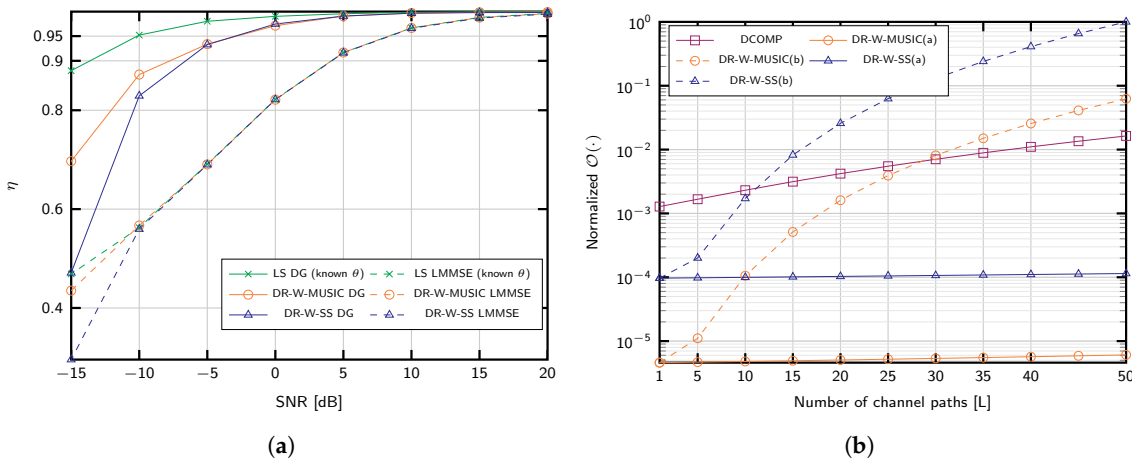 0.95
0.9
0.8
0.6
0.4
η
−15
−10
−5
0
5
10
15
20
SNR [dB]
LS DG (known θ)
LS LMMSE (known θ)
DR-W-MUSIC DG
DR-W-MUSIC LMMSE
DR-W-SS DG
DR-W-SS LMMSE
(a)
10⁰
10⁻¹
10⁻²
10⁻³
10⁻⁴
10⁻⁵
Normalized 𝒪(·)
DCOMP
DR-W-MUSIC(a)
DR-W-MUSIC(b)
DR-W-SS(a)
DR-W-SS(b)
1
5
10
15
20
25
30
35
40
45
50
Number of channel paths [L]
(b)